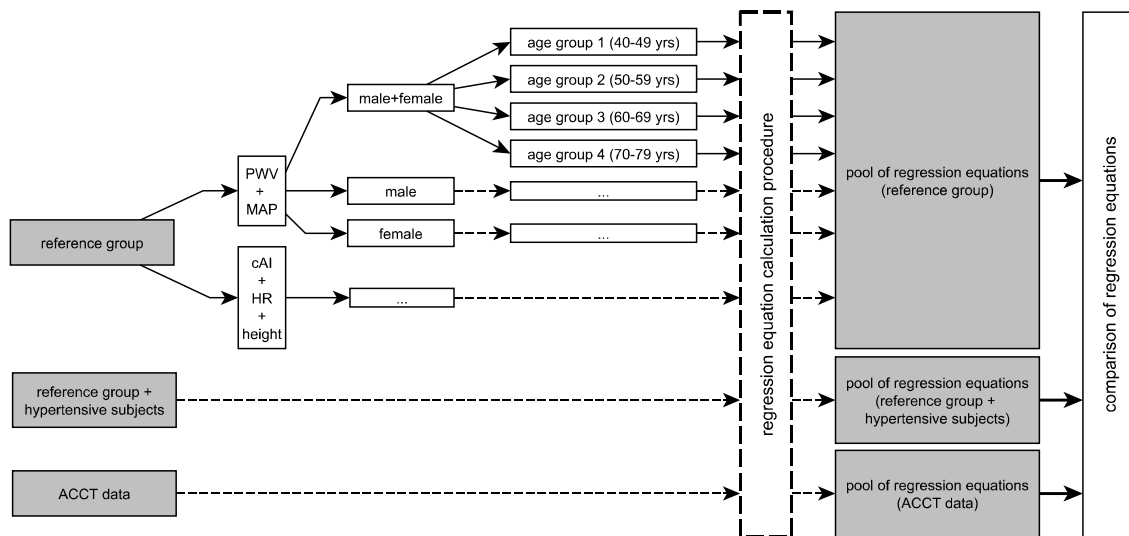 reference group
PWV
+
MAP
cAI
+
HR
+
height
male+female
male
female
...
age group 1 (40-49 yrs)
age group 2 (50-59 yrs)
age group 3 (60-69 yrs)
age group 4 (70-79 yrs)
...
...
reference group +
hypertensive subjects
ACCT data
regression equation calculation procedure
pool of regression equations
(reference group)
pool of regression equations
(reference group +
hypertensive subjects)
pool of regression equations
(ACCT data)
comparison of regression equations